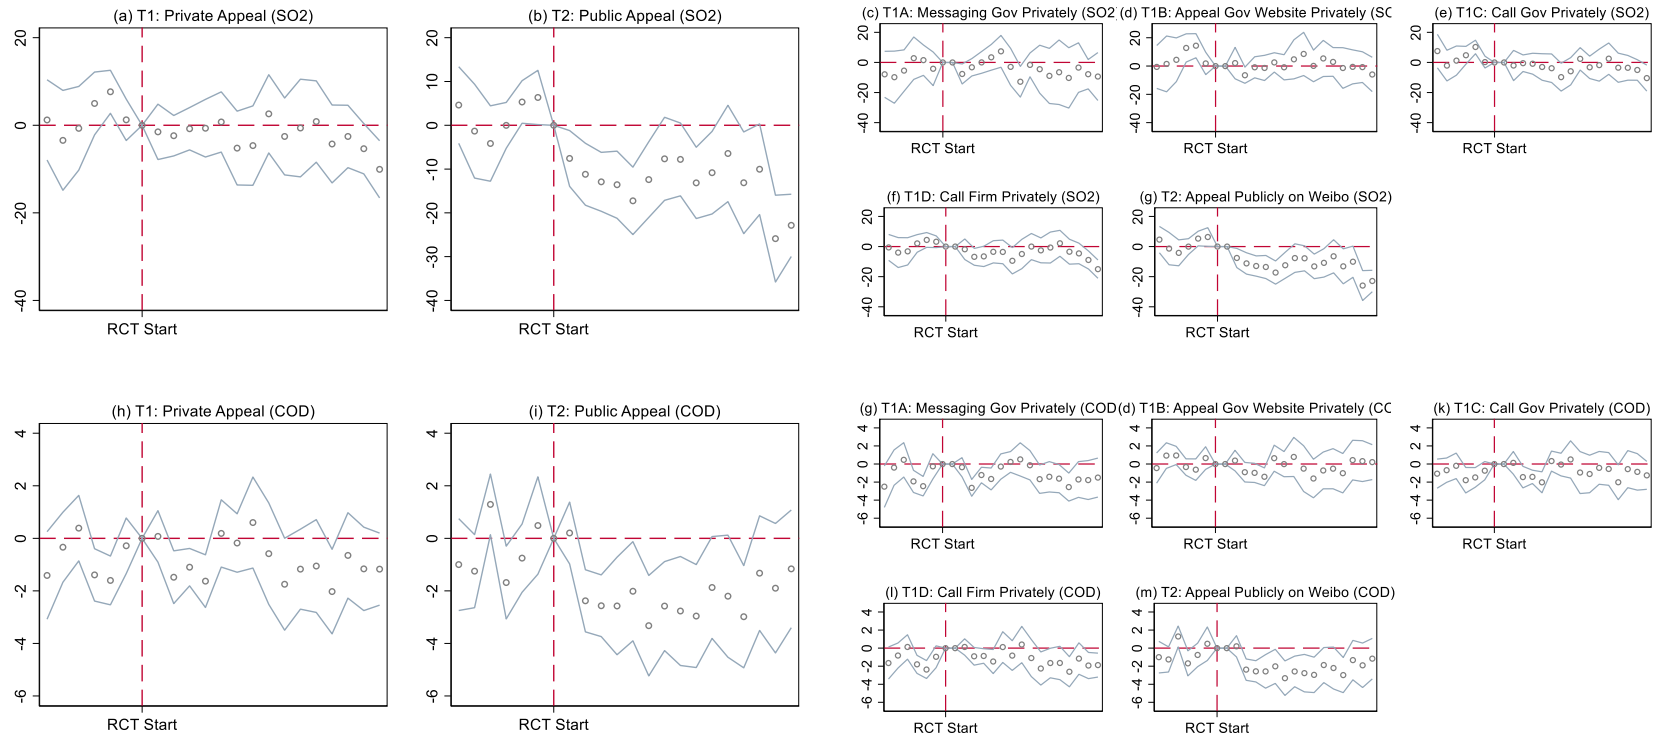 (a) T1: Private Appeal (SO2)
20
0
20
40
RCT Start
(b) T2: Public Appeal (SO2)
20
10
0
-10
-20
-30
-40
RCT Start
(c) T1A: Messaging Gov Privately (SO2
20
0
20
-40
RCT Start
(d) T1B: Appeal Gov Website Privately (SC
20
0
20
-40
RCT Start
(e) T1C: Call Gov Privately (SO2)
20
0
20
-40
RCT Start
(f) T1D: Call Firm Privately (SO2)
20
0
-20
-40
RCT Start
(g) T2: Appeal Publicly on Weibo (SO2)
20
0
-20
-40
RCT Start
(h) T1: Private Appeal (COD)
4
2
0
2
4
-6
RCT Start
(i) T2: Public Appeal (COD)
4
2
0
-2
-4
-6
RCT Start
(g) T1A: Messaging Gov Privately (COD
4
2
0
-2
-4
-6
RCT Start
(d) T1B: Appeal Gov Website Privately (CC
4
2
0
-2
-4
-6
RCT Start
(k) T1C: Call Gov Privately (COD)
4
2
0
-2
-4
-6
RCT Start
(l) T1D: Call Firm Privately (COD)
4
2
0
-2
-4
-6
RCT Start
(m) T2: Appeal Publicly on Weibo (COD)
4
2
0
-2
-4
-6
RCT Start